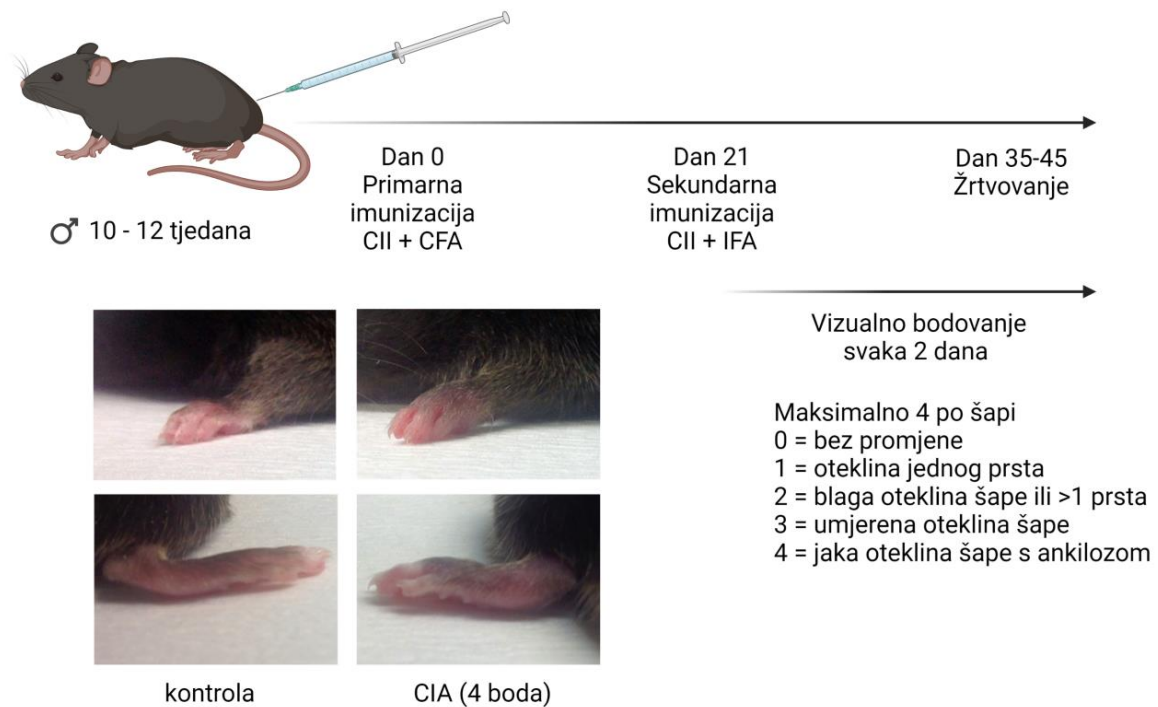 Dan 0
Primarna
imunizacija
CII + CFA
Dan 21
Sekundarna
imunizacija
CII + IFA
Dan 35-45
Žrtvovanje
♂ 10 - 12 tjedana
Vizualno bodovanje
svaka 2 dana
Maksimalno 4 po šapi
0 = bez promjene
1 = oteklina jednog prsta
2 = blaga oteklina šape ili >1 prsta
3 = umjerena oteklina šape
4 = jaka oteklina šape s ankilozom
kontrola
CIA (4 boda)